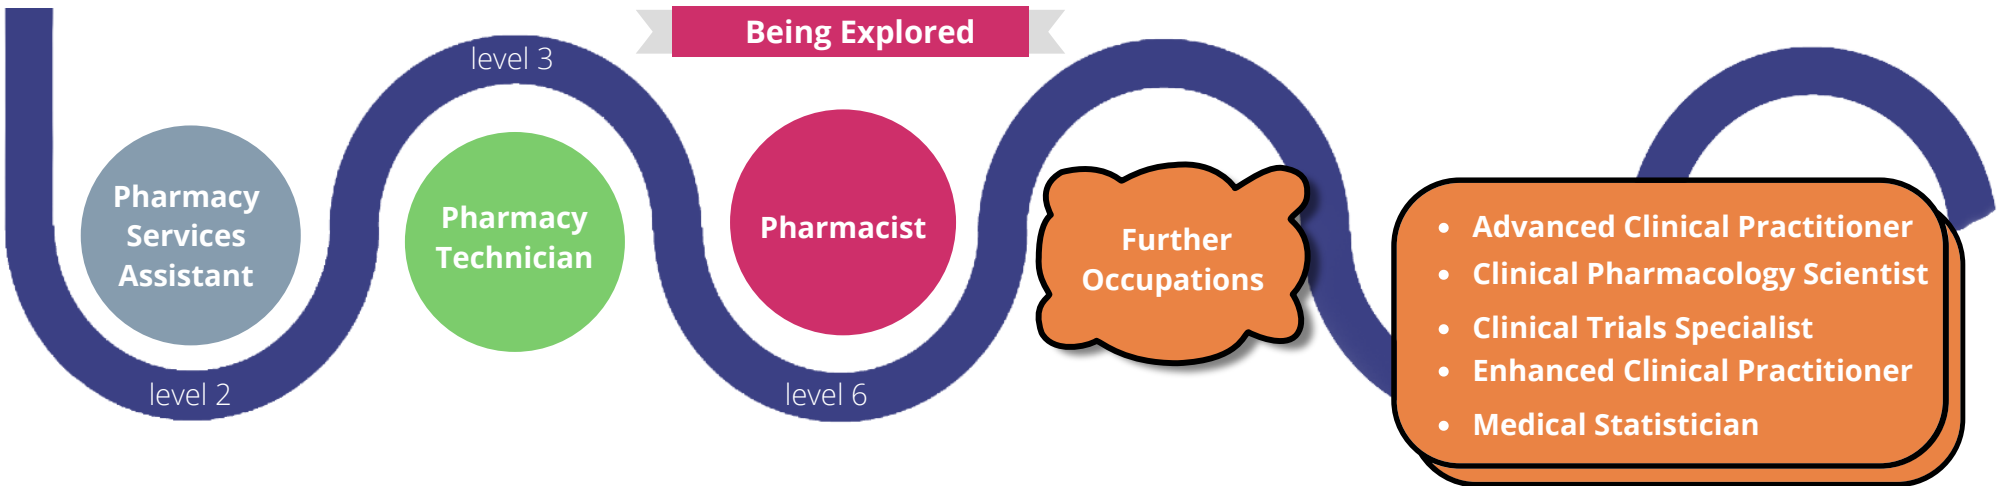 Being Explored
level 3
Pharmacy
Services
Assistant
level 2
Pharmacy
Technician
Pharmacist
level 6
Further
Occupations
• Advanced Clinical Practitioner
• Clinical Pharmacology Scientist
• Clinical Trials Specialist
• Enhanced Clinical Practitioner
• Medical Statistician